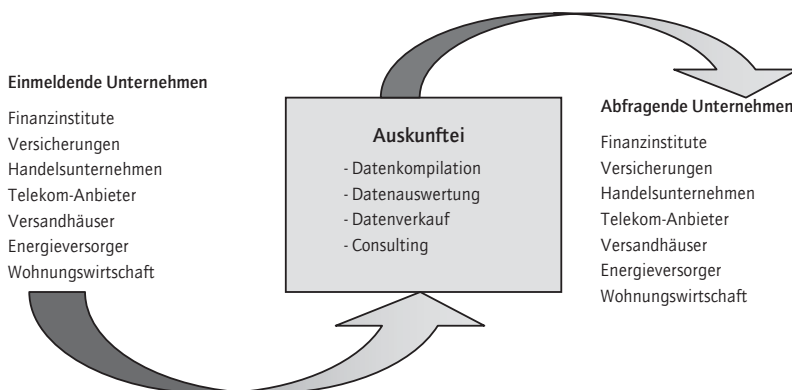 Einmeldende Unternehmen
Finanzinstitute
Versicherungen
Handelsunternehmen
Telekom-Anbieter
Versandhäuser
Energieversorger
Wohnungswirtschaft
Auskunftei
- Datenkompilation
- Datenauswertung
- Datenverkauf
- Consulting
Abfragende Unternehmen
Finanzinstitute
Versicherungen
Handelsunternehmen
Telekom-Anbieter
Versandhäuser
Energieversorger
Wohnungswirtschaft